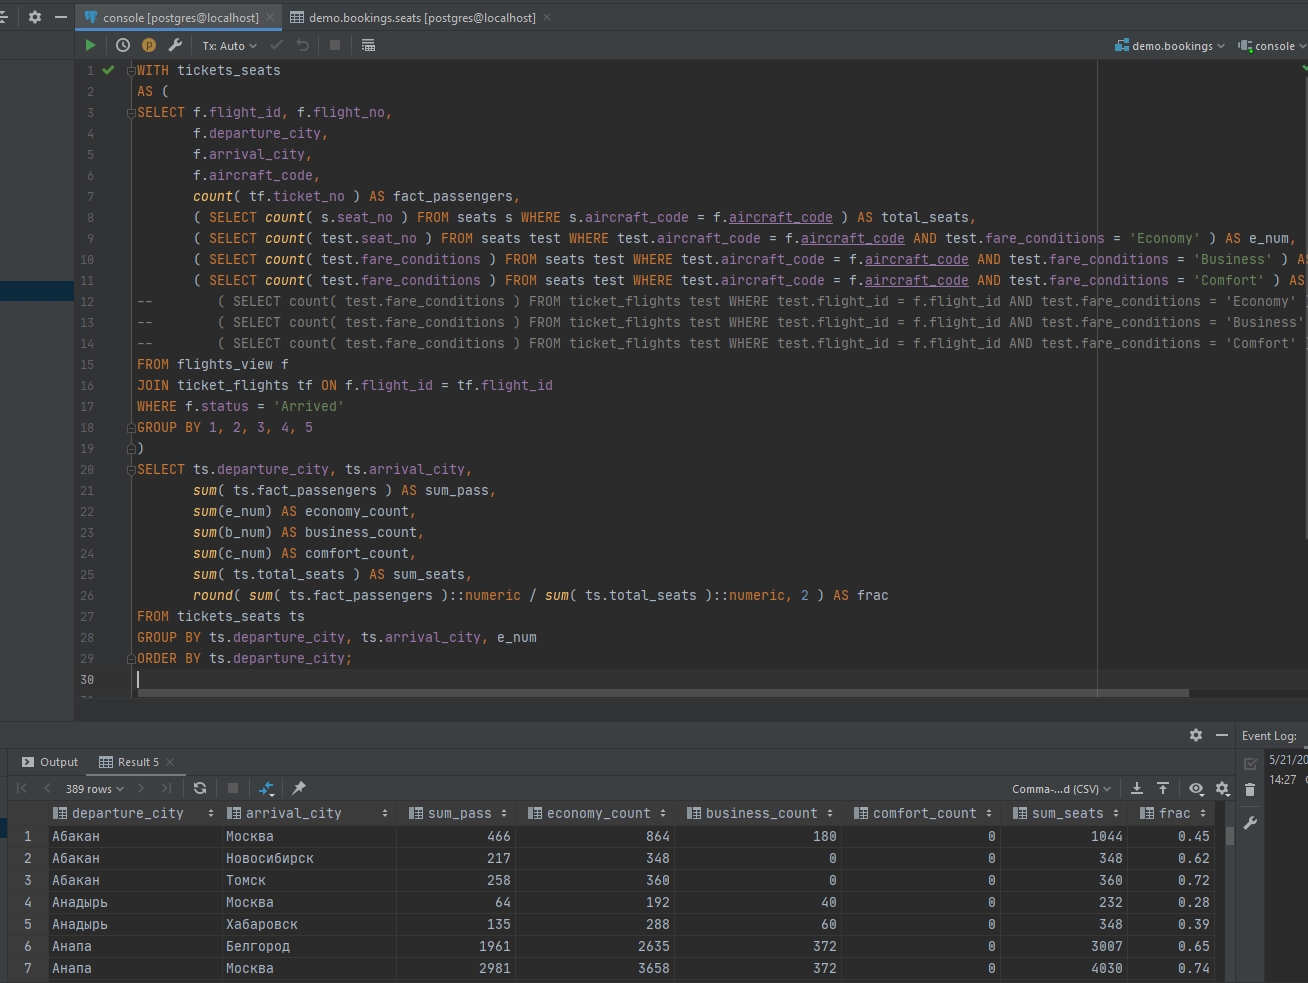 console [postgres@localhost] demo.bookings.seats [postgres@localhost]
Tx: Auto demo.bookings console
1 WITH tickets_seats
2 AS (
3 SELECT f.flight_id, f.flight_no,
4 f.departure_city,
5 f.arrival_city,
6 f.aircraft_code,
7 count( tf.ticket_no ) AS fact_passengers,
8 ( SELECT count( s.seat_no ) FROM seats s WHERE s.aircraft_code = f.aircraft_code ) AS total_seats,
9 ( SELECT count( test.seat_no ) FROM seats test WHERE test.aircraft_code = f.aircraft_code AND test.fare_conditions = 'Economy' ) AS e_num,
10 ( SELECT count( test.fare_conditions ) FROM seats test WHERE test.aircraft_code = f.aircraft_code AND test.fare_conditions = 'Business' ) AS
11 ( SELECT count( test.fare_conditions ) FROM seats test WHERE test.aircraft_code = f.aircraft_code AND test.fare_conditions = 'Comfort' ) AS
12 -- ( SELECT count( test.fare_conditions ) FROM ticket_flights test WHERE test.flight_id = f.flight_id AND test.fare_conditions = 'Economy'
13 -- ( SELECT count( test.fare_conditions ) FROM ticket_flights test WHERE test.flight_id = f.flight_id AND test.fare_conditions = 'Business'
14 -- ( SELECT count( test.fare_conditions ) FROM ticket_flights test WHERE test.flight_id = f.flight_id AND test.fare_conditions = 'Comfort'
15 FROM flights_view f
16 JOIN ticket_flights tf ON f.flight_id = tf.flight_id
17 WHERE f.status = 'Arrived'
18 GROUP BY 1, 2, 3, 4, 5
19 )
20 SELECT ts.departure_city, ts.arrival_city,
21 sum( ts.fact_passengers ) AS sum_pass,
22 sum(e_num) AS economy_count,
23 sum(b_num) AS business_count,
24 sum(c_num) AS comfort_count,
25 sum( ts.total_seats ) AS sum_seats,
26 round( sum( ts.fact_passengers )::numeric / sum( ts.total_seats )::numeric, 2 ) AS frac
27 FROM tickets_seats ts
28 GROUP BY ts.departure_city, ts.arrival_city, e_num
29 ORDER BY ts.departure_city;
30
Event Log:
Output Result 5 5/21/20
389 rows Comma-...d (CSV) 14:27
departure_city arrival_city sum_pass economy_count business_count comfort_count sum_seats frac
1 Абакан Москва 466 864 180 0 1044 0.45
2 Абакан Новосибирск 217 348 0 0 348 0.62
3 Абакан Томск 258 360 0 0 360 0.72
4 Анадырь Москва 64 192 40 0 232 0.28
5 Анадырь Хабаровск 135 288 60 0 348 0.39
6 Анапа Белгород 1961 2635 372 0 3007 0.65
7 Анапа Москва 2981 3658 372 0 4030 0.74